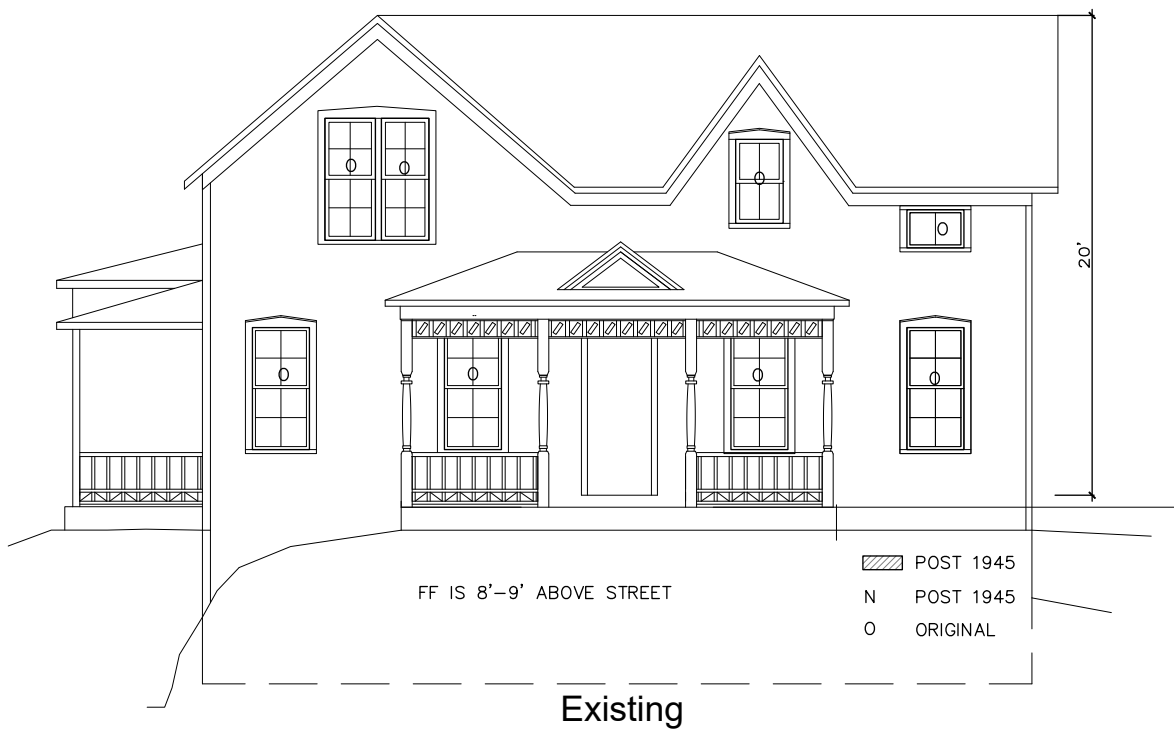 O O
O
O
20'
O
O
O
O
FF IS 8'-9' ABOVE STREET
POST 1945
N POST 1945
O ORIGINAL
Existing